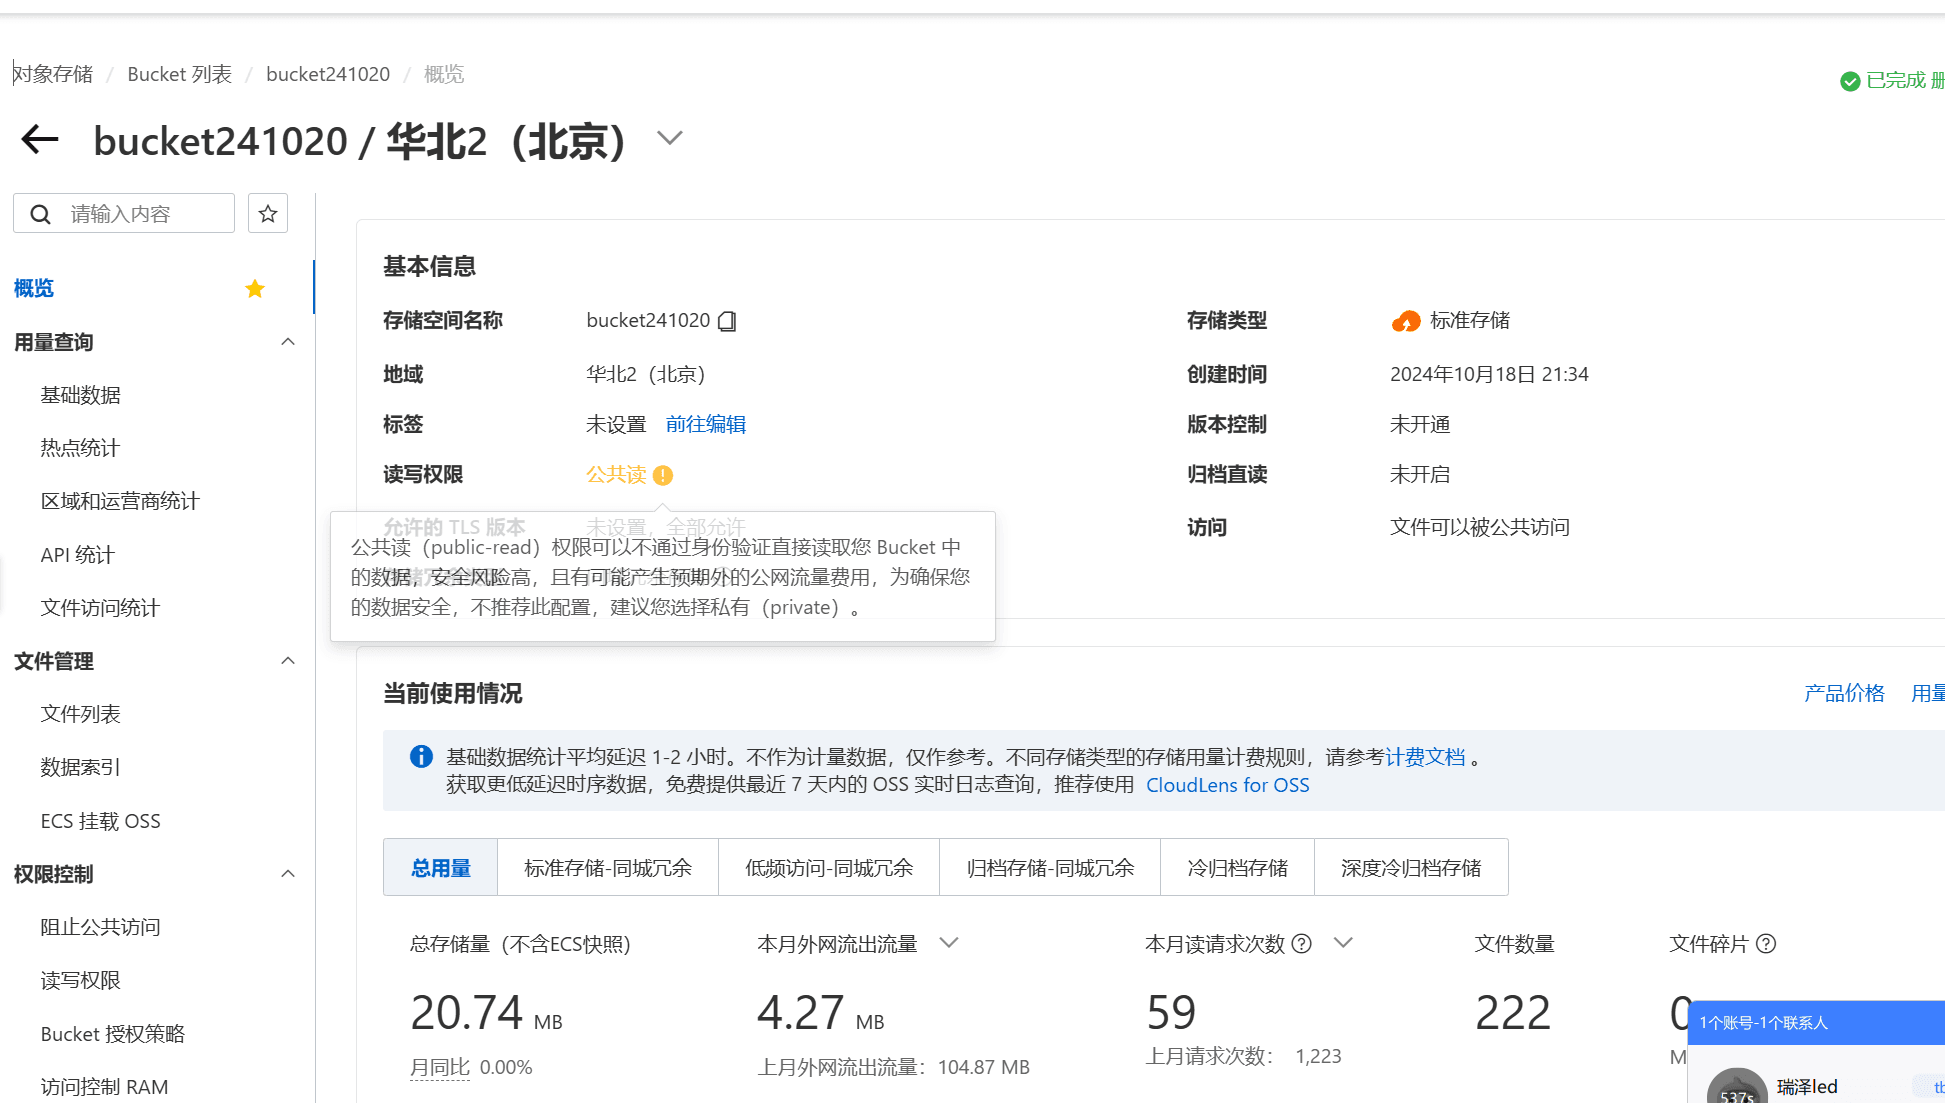 对象存储 / Bucket 列表 / bucket241020 / 概览
已完成 删
bucket241020 / 华北2（北京）
请输入内容
概览
用量查询
基础数据
热点统计
区域和运营商统计
API 统计
文件访问统计
文件管理
文件列表
数据索引
ECS 挂载 OSS
权限控制
阻止公共访问
读写权限
Bucket 授权策略
访问控制 RAM
基本信息
存储空间名称 bucket241020
存储类型 标准存储
地域 华北2（北京）
创建时间 2024年10月18日 21:34
标签 未设置 前往编辑
版本控制 未开通
读写权限 公共读
归档直读 未开启
允许的 TLS 版本 未设置，全部允许
访问 文件可以被公共访问
公共读（public-read）权限可以不通过身份验证直接读取您 Bucket 中
的数据，安全风险高，且有可能产生预期外的公网流量费用，为确保您
的数据安全，不推荐此配置，建议您选择私有（private）。
当前使用情况
产品价格 用量
基础数据统计平均延迟 1-2 小时。不作为计量数据，仅作参考。不同存储类型的存储用量计费规则，请参考计费文档 。
获取更低延迟时序数据，免费提供最近 7 天内的 OSS 实时日志查询，推荐使用 CloudLens for OSS
总用量 标准存储-同城冗余 低频访问-同城冗余 归档存储-同城冗余 冷归档存储 深度冷归档存储
总存储量（不含ECS快照）
20.74 MB
月同比 0.00%
本月外网流出流量
4.27 MB
上月外网流出流量： 104.87 MB
本月读请求次数
59
上月请求次数： 1,223
文件数量
222
文件碎片
0
M
1个账号-1个联系人
瑞泽led
tb
537s